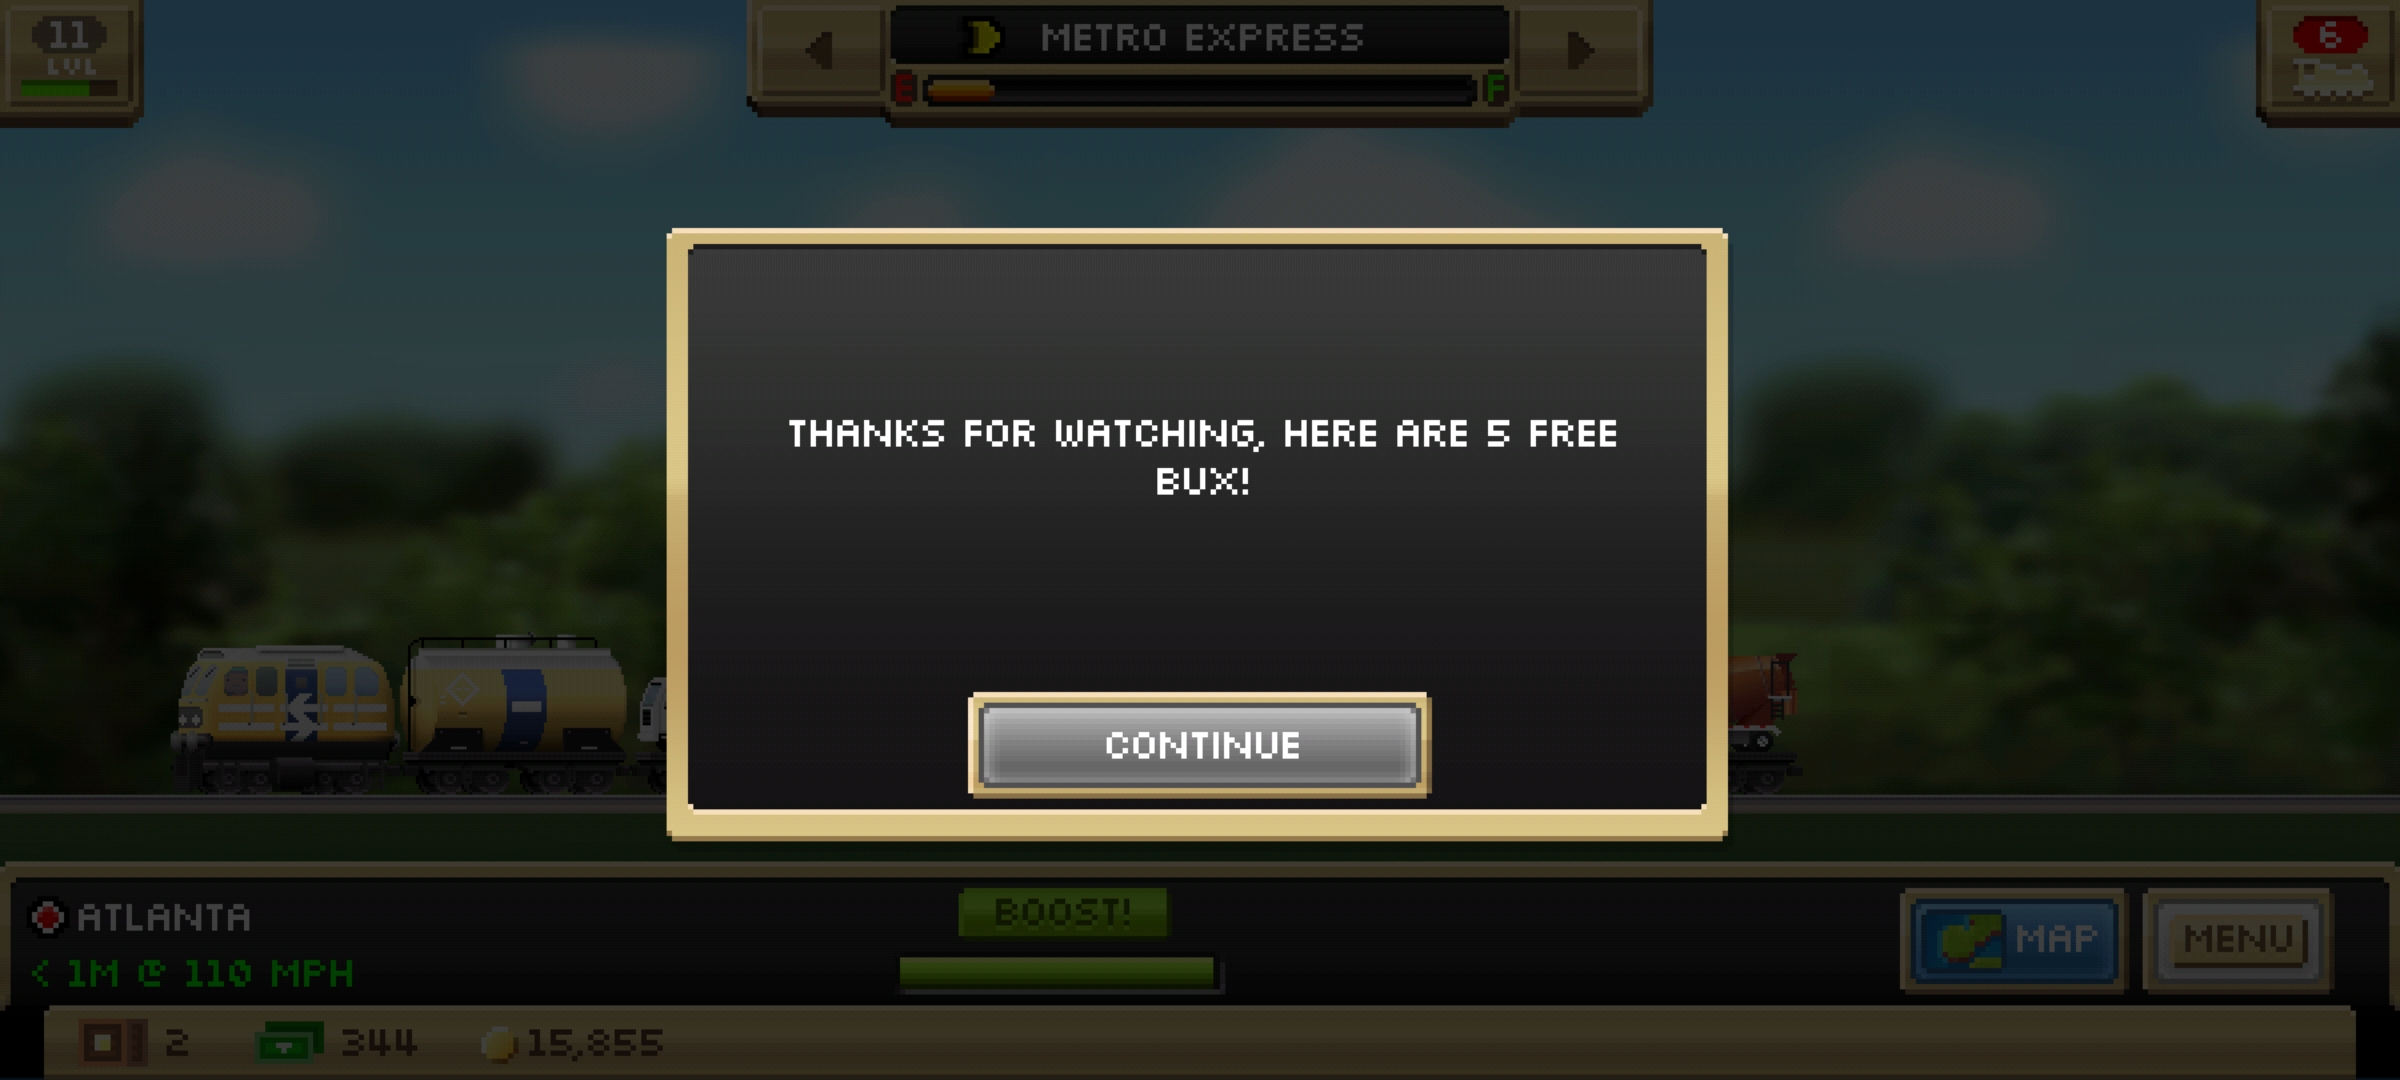 11
LVL
METRO EXPRESS
E F
6
THANKS FOR WATCHING, HERE ARE 5 FREE
BUX!
CONTINUE
ATLANTA
< 1M @ 110 MPH
BOOST!
MAP
MENU
2 344 15,855